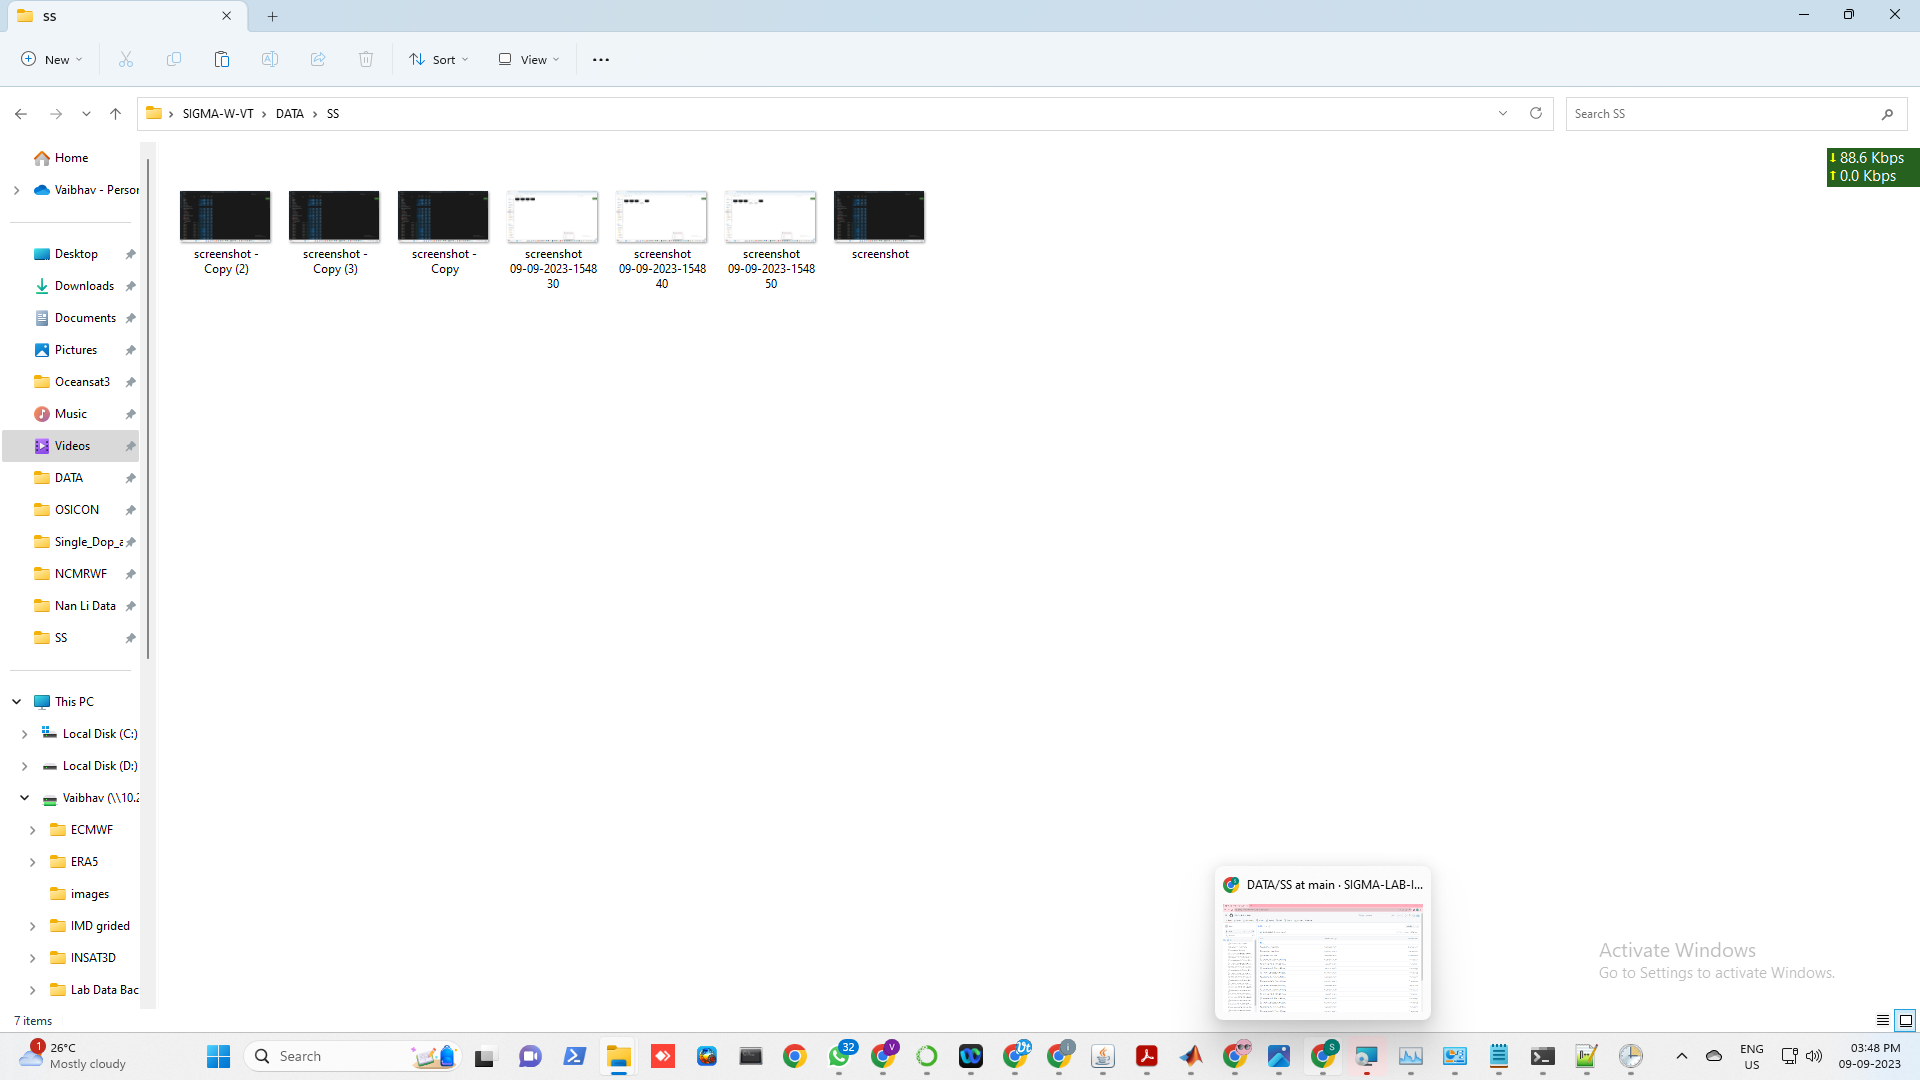 SS
New
Sort
View
SIGMA-W-VT
DATA
SS
Search SS
Home
Vaibhav - Persor
Desktop
Downloads
Documents
Pictures
Oceansat3
Music
Videos
DATA
OSICON
Single_Dop_a
NCMRWF
Nan Li Data
SS
This PC
Local Disk (C:)
Local Disk (D:)
Vaibhav (\\10.2
ECMWF
ERA5
images
IMD grided
INSAT3D
Lab Data Bac
88.6 Kbps
0.0 Kbps
screenshot -
Copy (2)
screenshot -
Copy (3)
screenshot -
Copy
screenshot
09-09-2023-1548
30
screenshot
09-09-2023-1548
40
screenshot
09-09-2023-1548
50
screenshot
DATA/SS at main · SIGMA-LAB-I...
Activate Windows
Go to Settings to activate Windows.
7 items
1
26°C
Mostly cloudy
Search
32
V
Vt
i
S
ENG
US
03:48 PM
09-09-2023